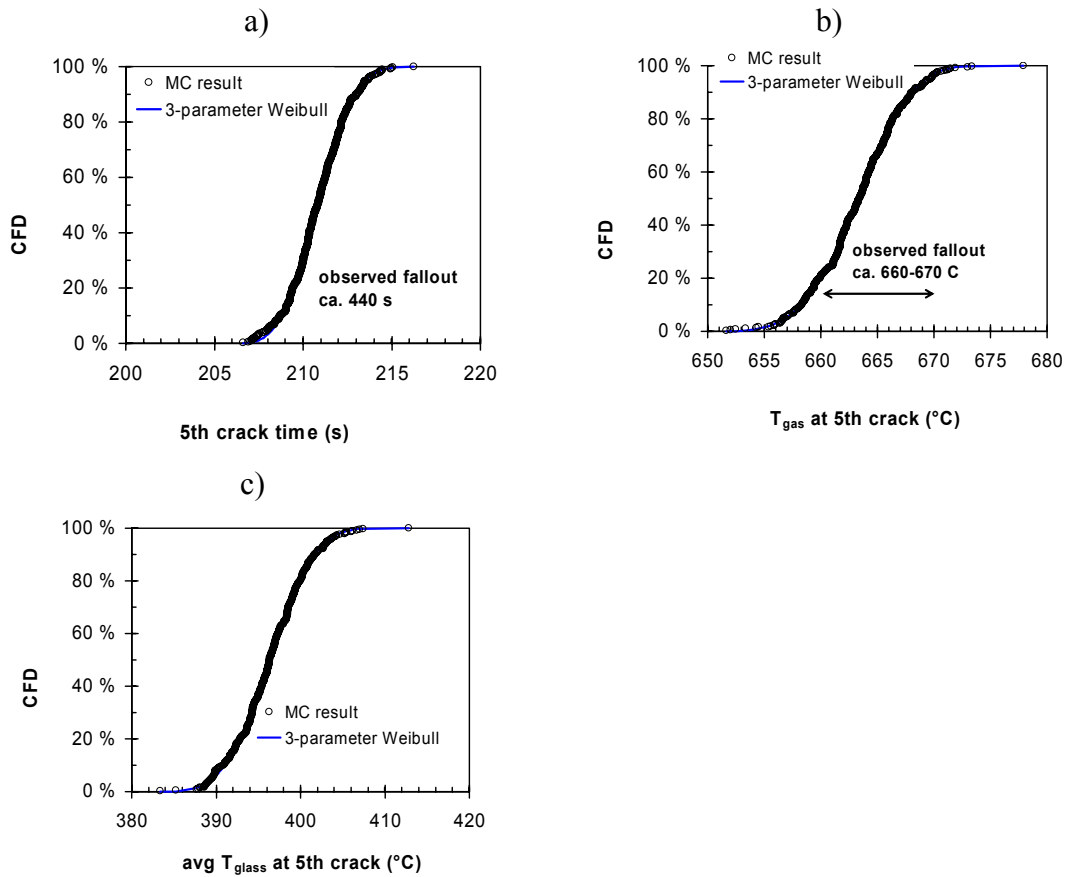 a)
100 %
80 %
60 %
40 %
20 %
0 %
CFD
MC result
3-parameter Weibull
observed fallout
ca. 440 s
200 205 210 215 220
5th crack time (s)
b)
100 %
80 %
60 %
40 %
20 %
0 %
CFD
MC result
3-parameter Weibull
observed fallout
ca. 660-670 C
650 655 660 665 670 675 680
Tgas at 5th crack (°C)
c)
100 %
80 %
60 %
40 %
20 %
0 %
CFD
MC result
3-parameter Weibull
380 390 400 410 420
avg Tglass at 5th crack (°C)